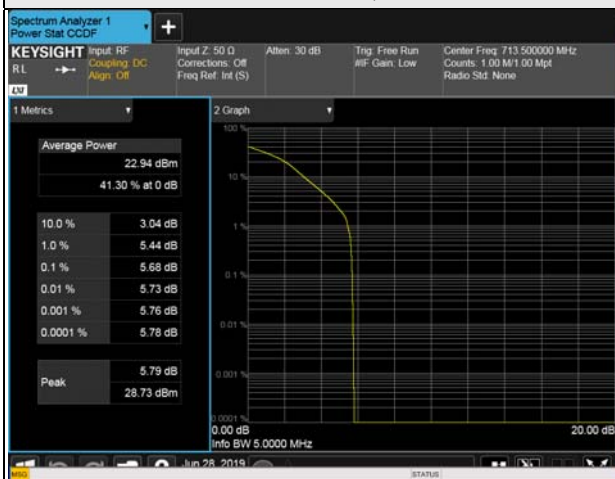 Spectrum Analyzer 1
Power Stat CCDF
+
KEYSIGHT Input: RF Input Z: 50 Ω Atten: 30 dB Trig: Free Run Center Freq: 713.500000 MHz
RL Coupling: DC Corrections: Off #IF Gain: Low Counts: 1.00 M/1.00 Mpt
Align: Off Freq Ref: Int (S) Radio Std: None
LXI
1 Metrics 2 Graph
Average Power
22.94 dBm
41.30 % at 0 dB
10.0 % 3.04 dB
1.0 % 5.44 dB
0.1 % 5.68 dB
0.01 % 5.73 dB
0.001 % 5.76 dB
0.0001 % 5.78 dB
Peak 5.79 dB
28.73 dBm
100 %
10 %
1 %
0.1 %
0.01 %
0.001 %
0.0001 %
0.00 dB 20.00 dB
Info BW 5.0000 MHz
Jun 28, 2019
MSG STATUS